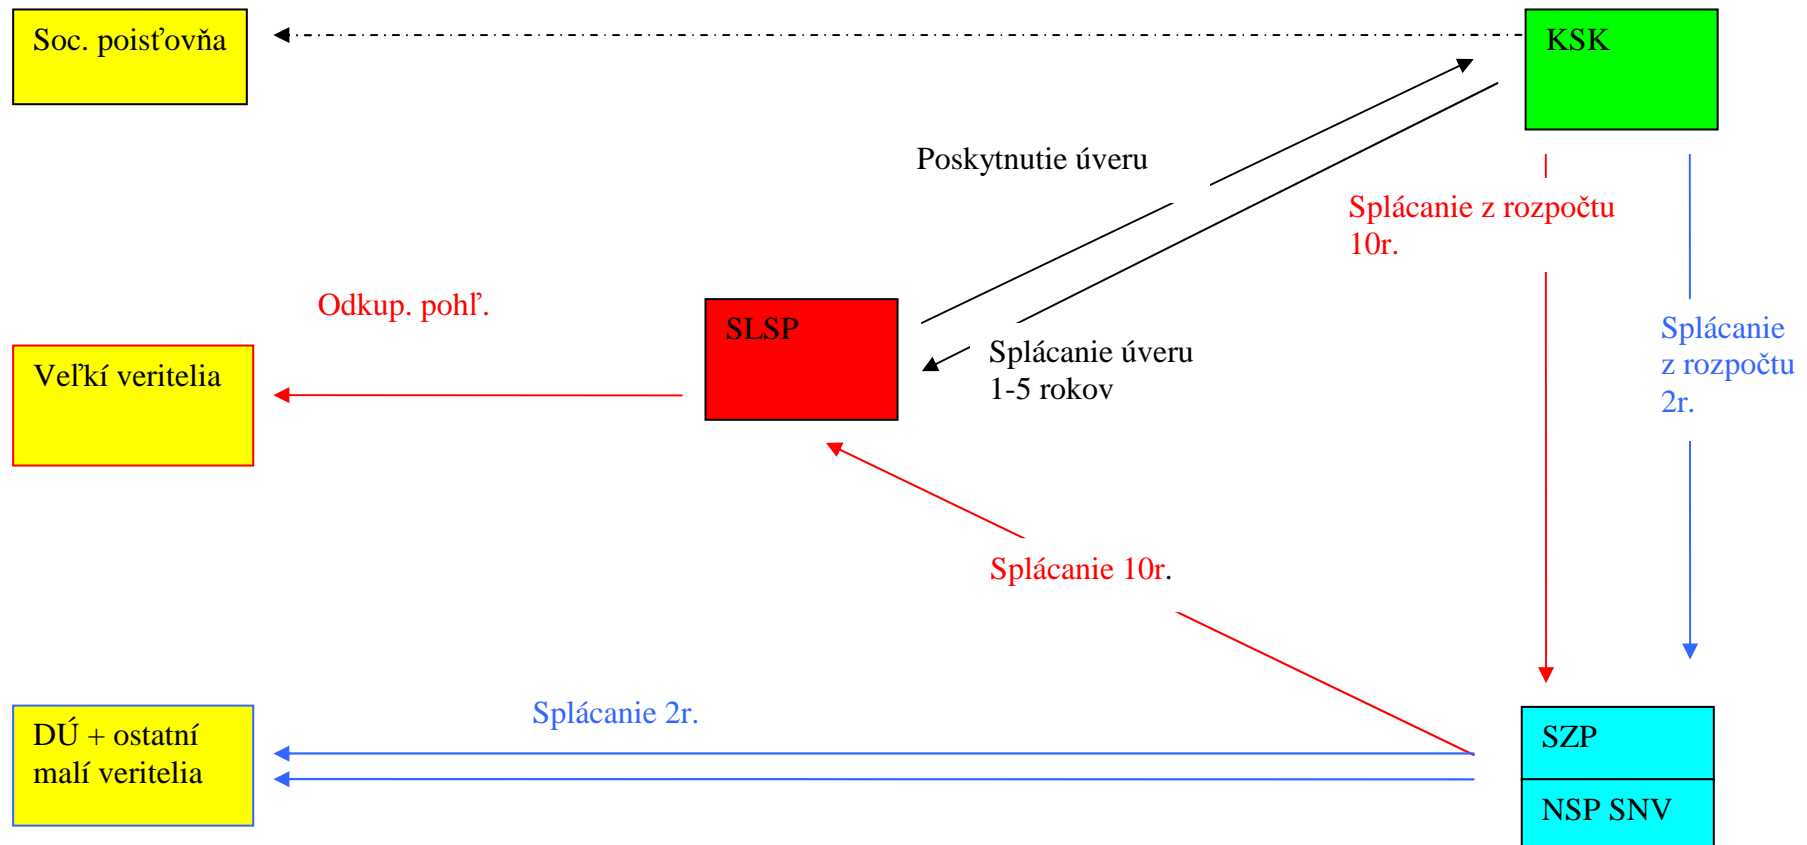 Soc. poisťovňa
KSK
Poskytnutie úveru
Splácanie z rozpočtu
10r.
Odkup. pohľ.
SLSP
Splácanie
z rozpočtu
2r.
Veľkí veritelia
Splácanie úveru
1-5 rokov
Splácanie 10r.
Splácanie 2r.
DÚ + ostatní
malí veritelia
SZP
NSP SNV